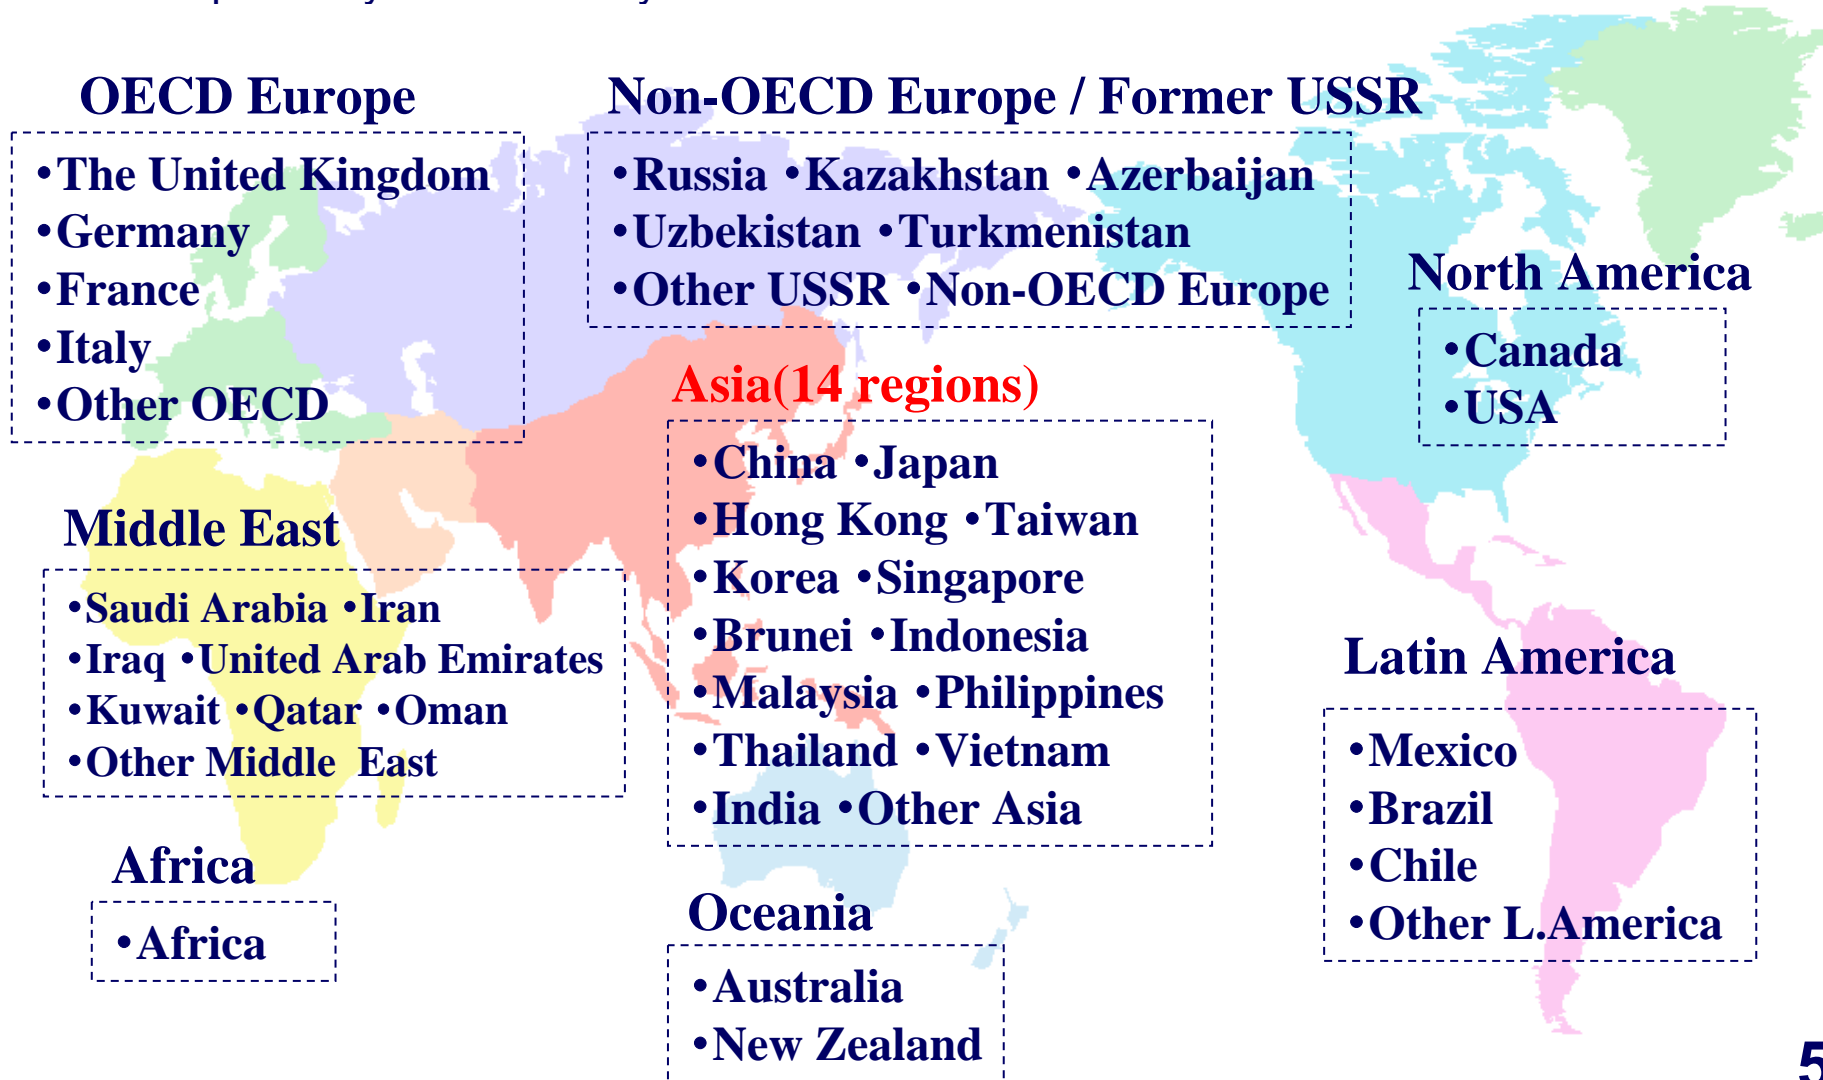 OECD Europe
•The United Kingdom
•Germany
•France
•Italy
•Other OECD
Non-OECD Europe / Former USSR
•Russia •Kazakhstan •Azerbaijan
•Uzbekistan •Turkmenistan
•Other USSR •Non-OECD Europe
North America
•Canada
•USA
Asia(14 regions)
•China •Japan
•Hong Kong •Taiwan
•Korea •Singapore
•Brunei •Indonesia
•Malaysia •Philippines
•Thailand •Vietnam
•India •Other Asia
Middle East
•Saudi Arabia •Iran
•Iraq •United Arab Emirates
•Kuwait •Qatar •Oman
•Other Middle East
Latin America
•Mexico
•Brazil
•Chile
•Other L.America
Africa
•Africa
Oceania
•Australia
•New Zealand
5